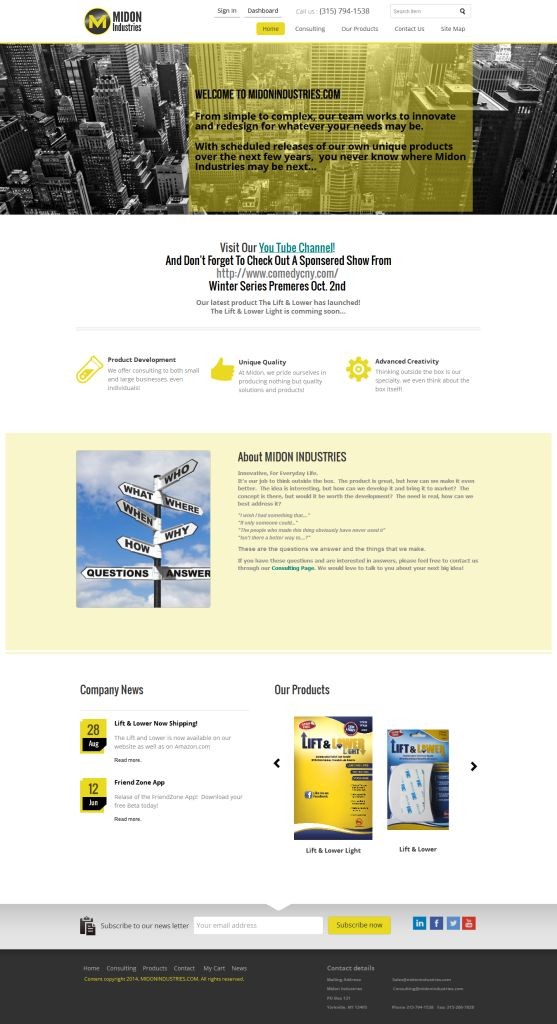 MIDON
Industries
Sign In Dashboard Call us : (315) 794-1538 Search item
Home Consulting Our Products Contact Us Site Map
WELCOME TO MIDONINDUSTRIES.COM
From simple to complex, our team works to innovate
and redesign for whatever your needs may be.
With scheduled releases of our own unique products
over the next few years, you never know where Midon
Industries may be next...
Visit Our You Tube Channel!
And Don't Forget To Check Out A Sponsered Show From
http://www.comedycny.com/
Winter Series Premeres Oct. 2nd
Our latest product The Lift & Lower has launched!
The Lift & Lower Light is comming soon...
Product Development
We offer consulting to both small
and large businesses, even
individuals!
Unique Quality
At Midon, we pride ourselves in
producing nothing but quality
solutions and products!
Advanced Creativity
Thinking outside the box is our
specialty, we even think about the
box itself!
WHO
WHAT
WHERE
WHEN
WHY
HOW
QUESTIONS
ANSWER
About MIDON INDUSTRIES
Innovative, For Everyday Life.
It's our job to think outside the box. The product is great, but how can we make it even
better. The idea is interesting, but how can we develop it and bring it to market? The
concept is there, but would it be worth the development? The need is real, how can we
best address it?
"I wish I had something that..."
"If only someone could..."
"The people who made this thing obviously have never used it"
"Isn't there a better way to...?"
These are the questions we answer and the things that we make.
If you have these questions and are interested in answers, please feel free to contact us
through our Consulting Page. We would love to talk to you about your next big idea!
Company News
28
Aug
Lift & Lower Now Shipping!
The Lift and Lower is now available on our
website as well as on Amazon.com
Read more.
12
Jun
Friend Zone App
Relase of the FriendZone App! Download your
free Beta today!
Read more.
Our Products
LIFT & LOWER
LIGHT
Lift & Lower Light
LIFT & LOWER
Lift & Lower
Subscribe to our news letter Your email address Subscribe now
Home Consulting Products Contact My Cart News
Content copyright 2014. MIDONINDUSTRIES.COM. All rights reserved.
Contact details
Mailing Address Sales@midonindustries.com
Midon Industries Consulting@midonindustries.com
PO Box 131
Yorkville, NY 13495 Phone 315-794-1538